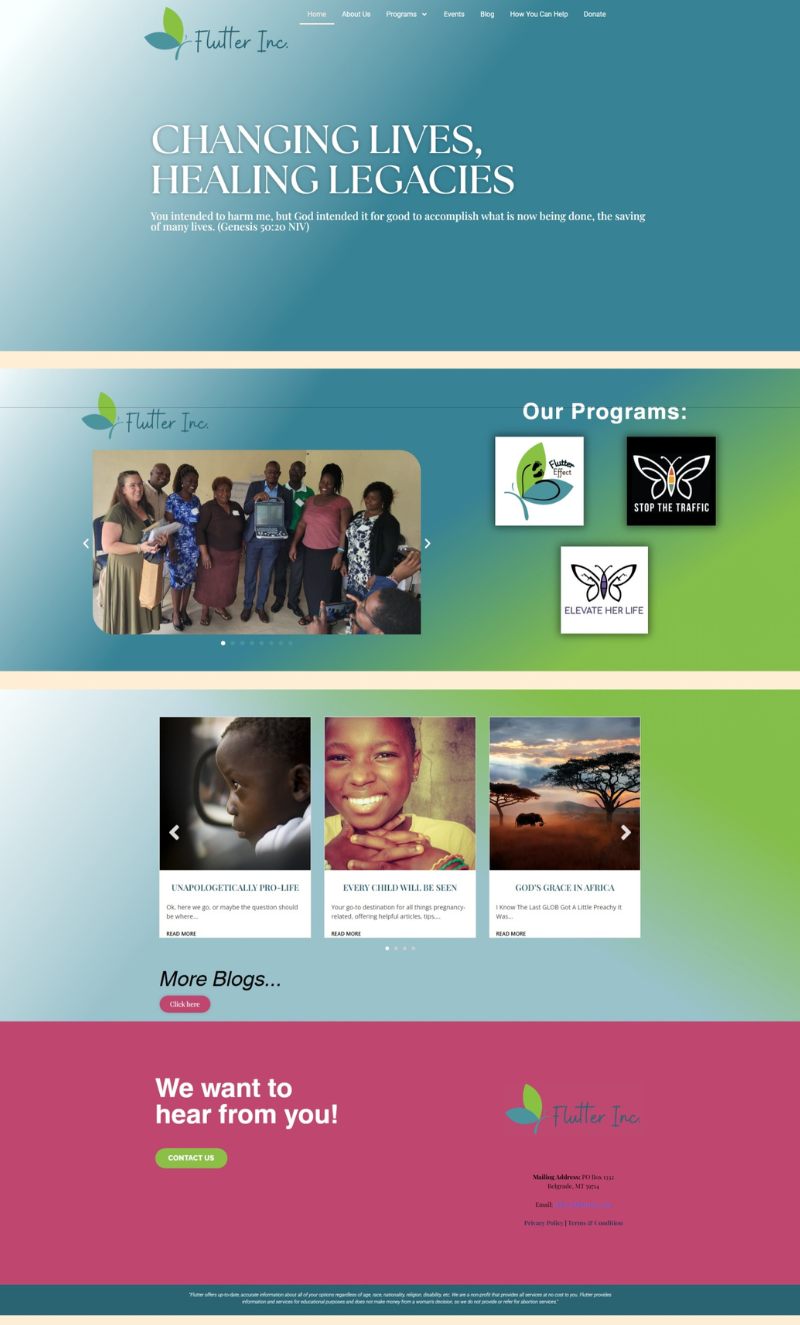 Flutter Inc.
Home About Us Programs Events Blog How You Can Help Donate
CHANGING LIVES,
HEALING LEGACIES
You intended to harm me, but God intended it for good to accomplish what is now being done, the saving
of many lives. (Genesis 50:20 NIV)
Flutter Inc.
Our Programs:
Flutter
Effect
STOP THE TRAFFIC
ELEVATE HER LIFE
UNAPOLOGETICALLY PRO-LIFE
Ok, here we go, or maybe the question should
be where...
READ MORE
EVERY CHILD WILL BE SEEN
Your go-to destination for all things pregnancy-
related, offering helpful articles, tips,...
READ MORE
GOD'S GRACE IN AFRICA
I Know The Last GLOB Got A Little Preachy It
Was...
READ MORE
More Blogs...
Click here
We want to
hear from you!
CONTACT US
Flutter Inc.
Mailing Address: PO Box
Belgrade, MT 59714
Email:
Privacy Policy | Terms & Condition
"Flutter offers up-to-date, accurate information about all of your options regardless of age, race, nationality, religion, disability, etc. We are a non-profit that provides all services at no cost to you. Flutter provides
information and services for educational purposes and does not make money from a woman's decision, so we do not provide or refer for abortion services."